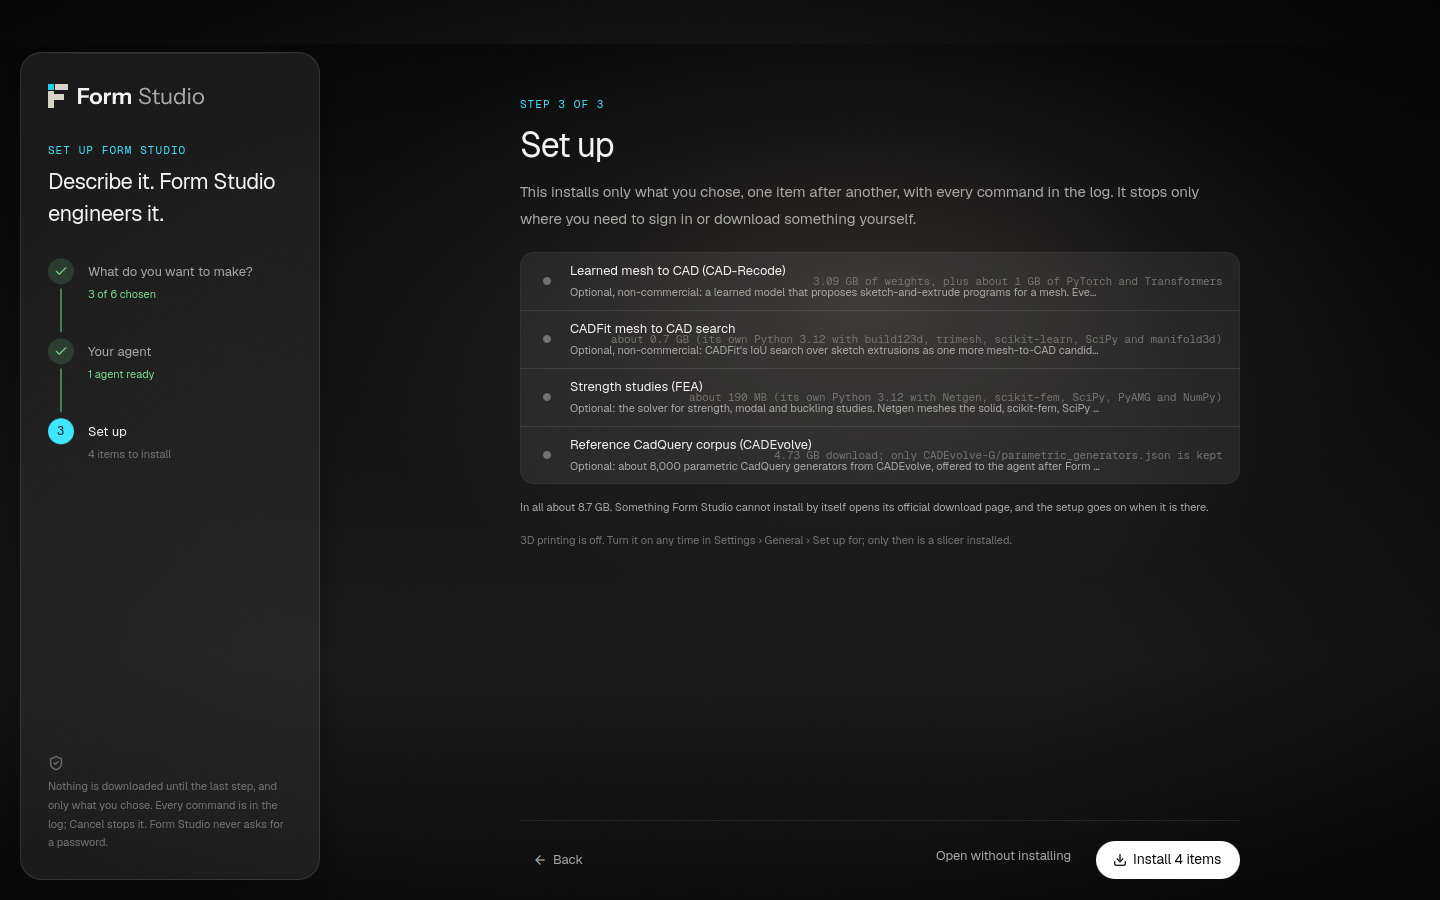 Form Studio
SET UP FORM STUDIO
Describe it. Form Studio
engineers it.
What do you want to make?
3 of 6 chosen
Your agent
1 agent ready
3
Set up
4 items to install
Nothing is downloaded until the last step, and
only what you chose. Every command is in the
log; Cancel stops it. Form Studio never asks for
a password.
STEP 3 OF 3
Set up
This installs only what you chose, one item after another, with every command in the log. It stops only
where you need to sign in or download something yourself.
Learned mesh to CAD (CAD-Recode)
3.09 GB of weights, plus about 1 GB of PyTorch and Transformers
Optional, non-commercial: a learned model that proposes sketch-and-extrude programs for a mesh. Eve...
CADFit mesh to CAD search
about 0.7 GB (its own Python 3.12 with build123d, trimesh, scikit-learn, SciPy and manifold3d)
Optional, non-commercial: CADFit's IoU search over sketch extrusions as one more mesh-to-CAD candid...
Strength studies (FEA)
about 190 MB (its own Python 3.12 with Netgen, scikit-fem, SciPy, PyAMG and NumPy)
Optional: the solver for strength, modal and buckling studies. Netgen meshes the solid, scikit-fem, SciPy ...
Reference CadQuery corpus (CADEvolve)
4.73 GB download; only CADEvolve-G/parametric_generators.json is kept
Optional: about 8,000 parametric CadQuery generators from CADEvolve, offered to the agent after Form ...
In all about 8.7 GB. Something Form Studio cannot install by itself opens its official download page, and the setup goes on when it is there.
3D printing is off. Turn it on any time in Settings › General › Set up for; only then is a slicer installed.
Back
Open without installing
Install 4 items